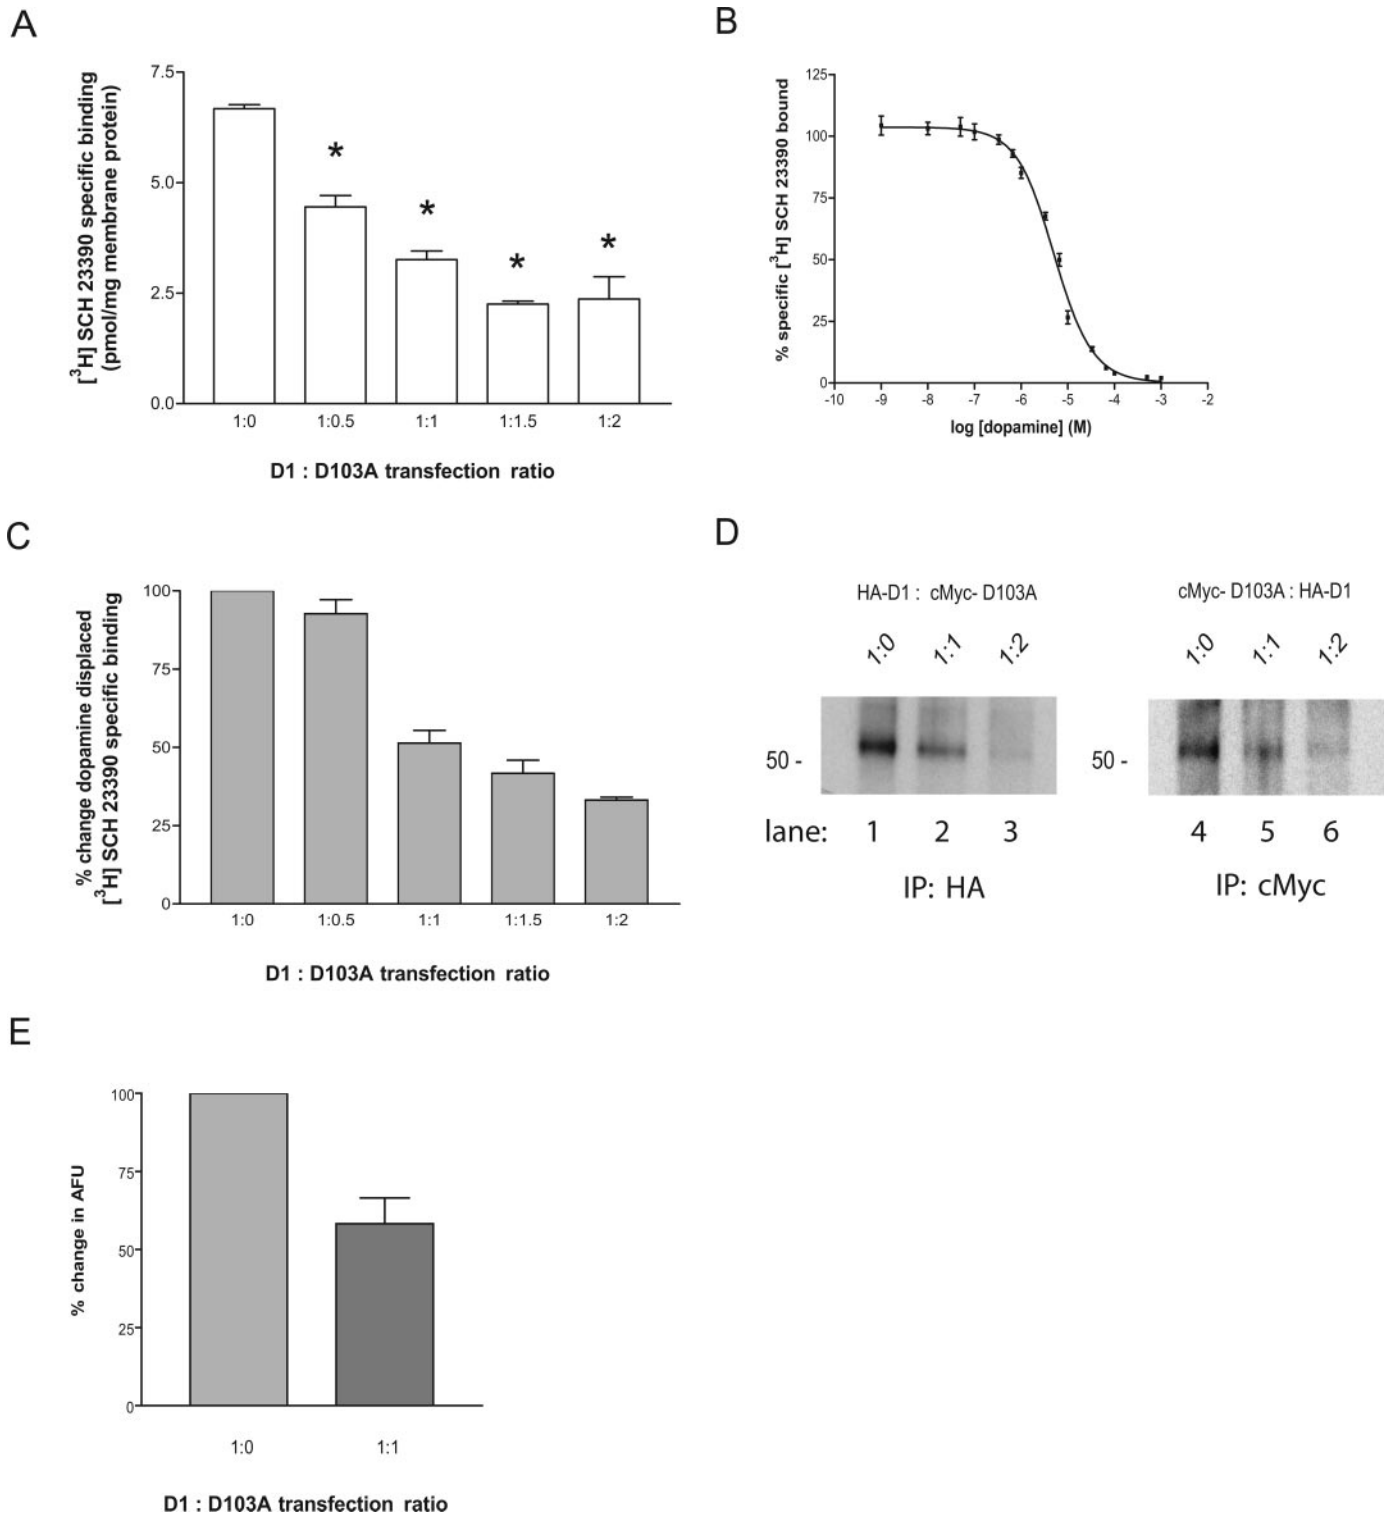 A
[³H] SCH 23390 specific binding
(pmol/mg membrane protein)
7.5
5.0
2.5
0.0
*
*
*
*
1:0 1:0.5 1:1 1:1.5 1:2
D1 : D103A transfection ratio
B
% specific [³H] SCH 23390 bound
125
100
75
50
25
0
-10 -9 -8 -7 -6 -5 -4 -3 -2
log [dopamine] (M)
C
% change dopamine displaced
[³H] SCH 23390 specific binding
100
75
50
25
0
1:0 1:0.5 1:1 1:1.5 1:2
D1 : D103A transfection ratio
D
HA-D1 : cMyc- D103A
1:0 1:1 1:2
50 -
lane: 1 2 3
IP: HA
cMyc- D103A : HA-D1
1:0 1:1 1:2
50 -
4 5 6
IP: cMyc
E
% change in AFU
100
75
50
25
0
1:0 1:1
D1 : D103A transfection ratio